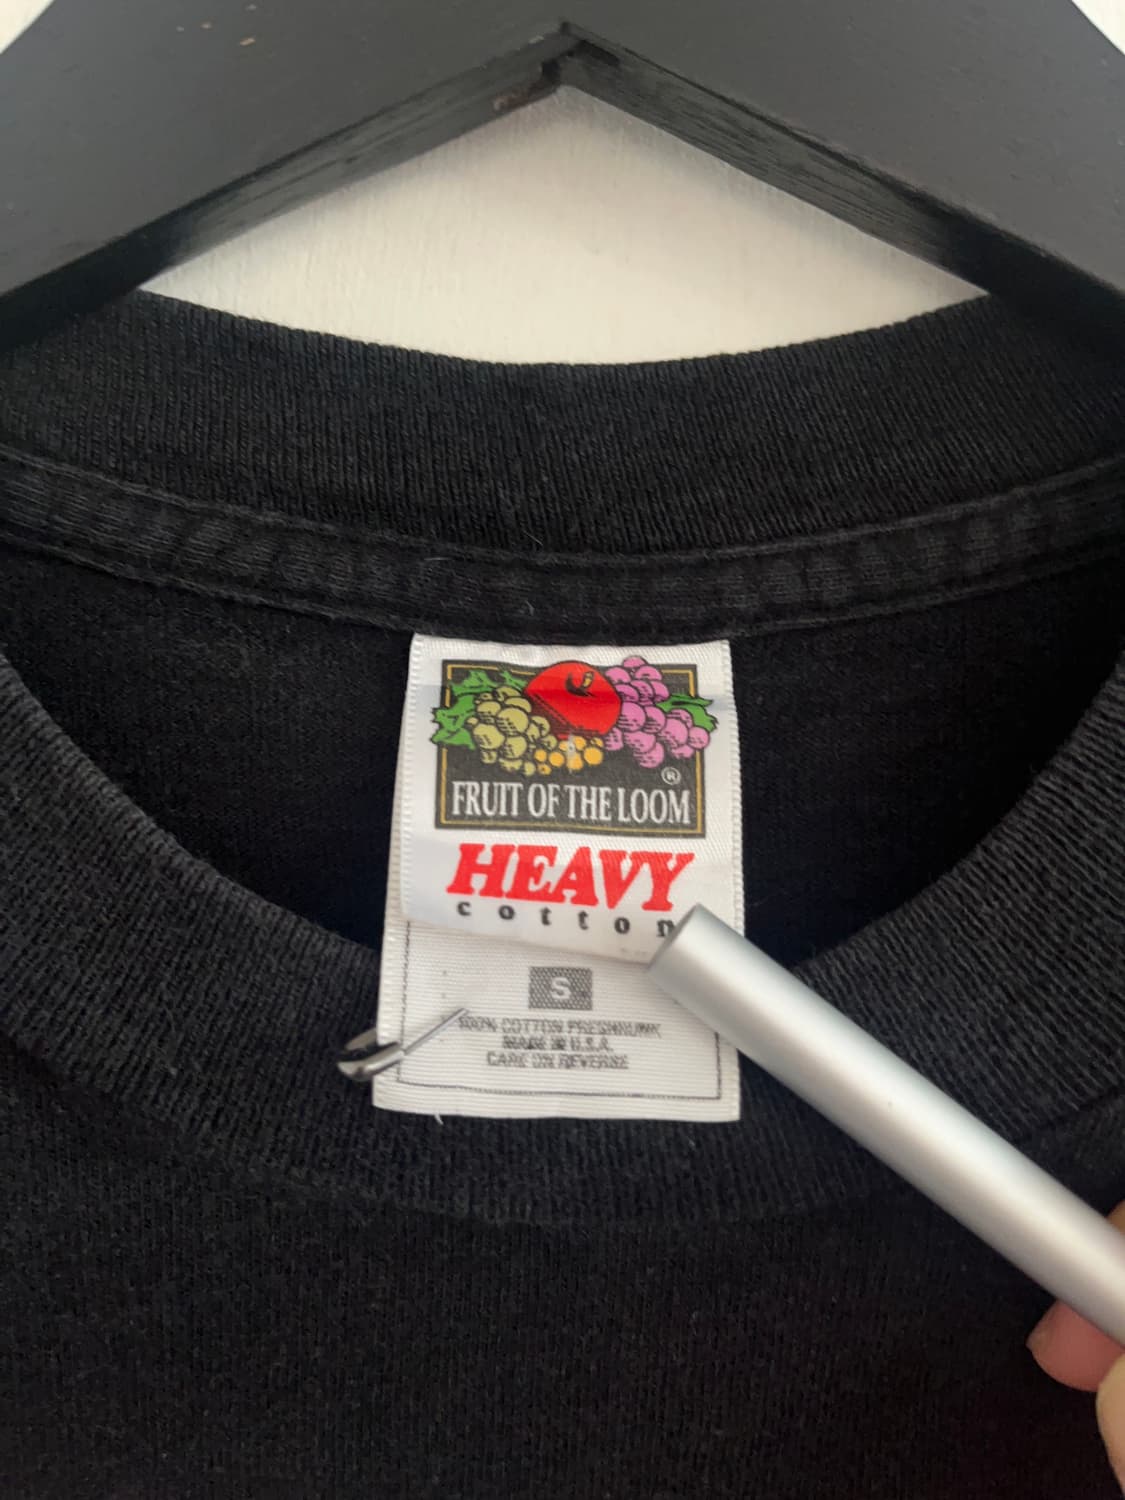 ®
FRUIT OF THE LOOM
HEAVY
cotton
S
100% COTTON PRESHRUNK
MADE IN U.S.A.
CARE ON REVERSE